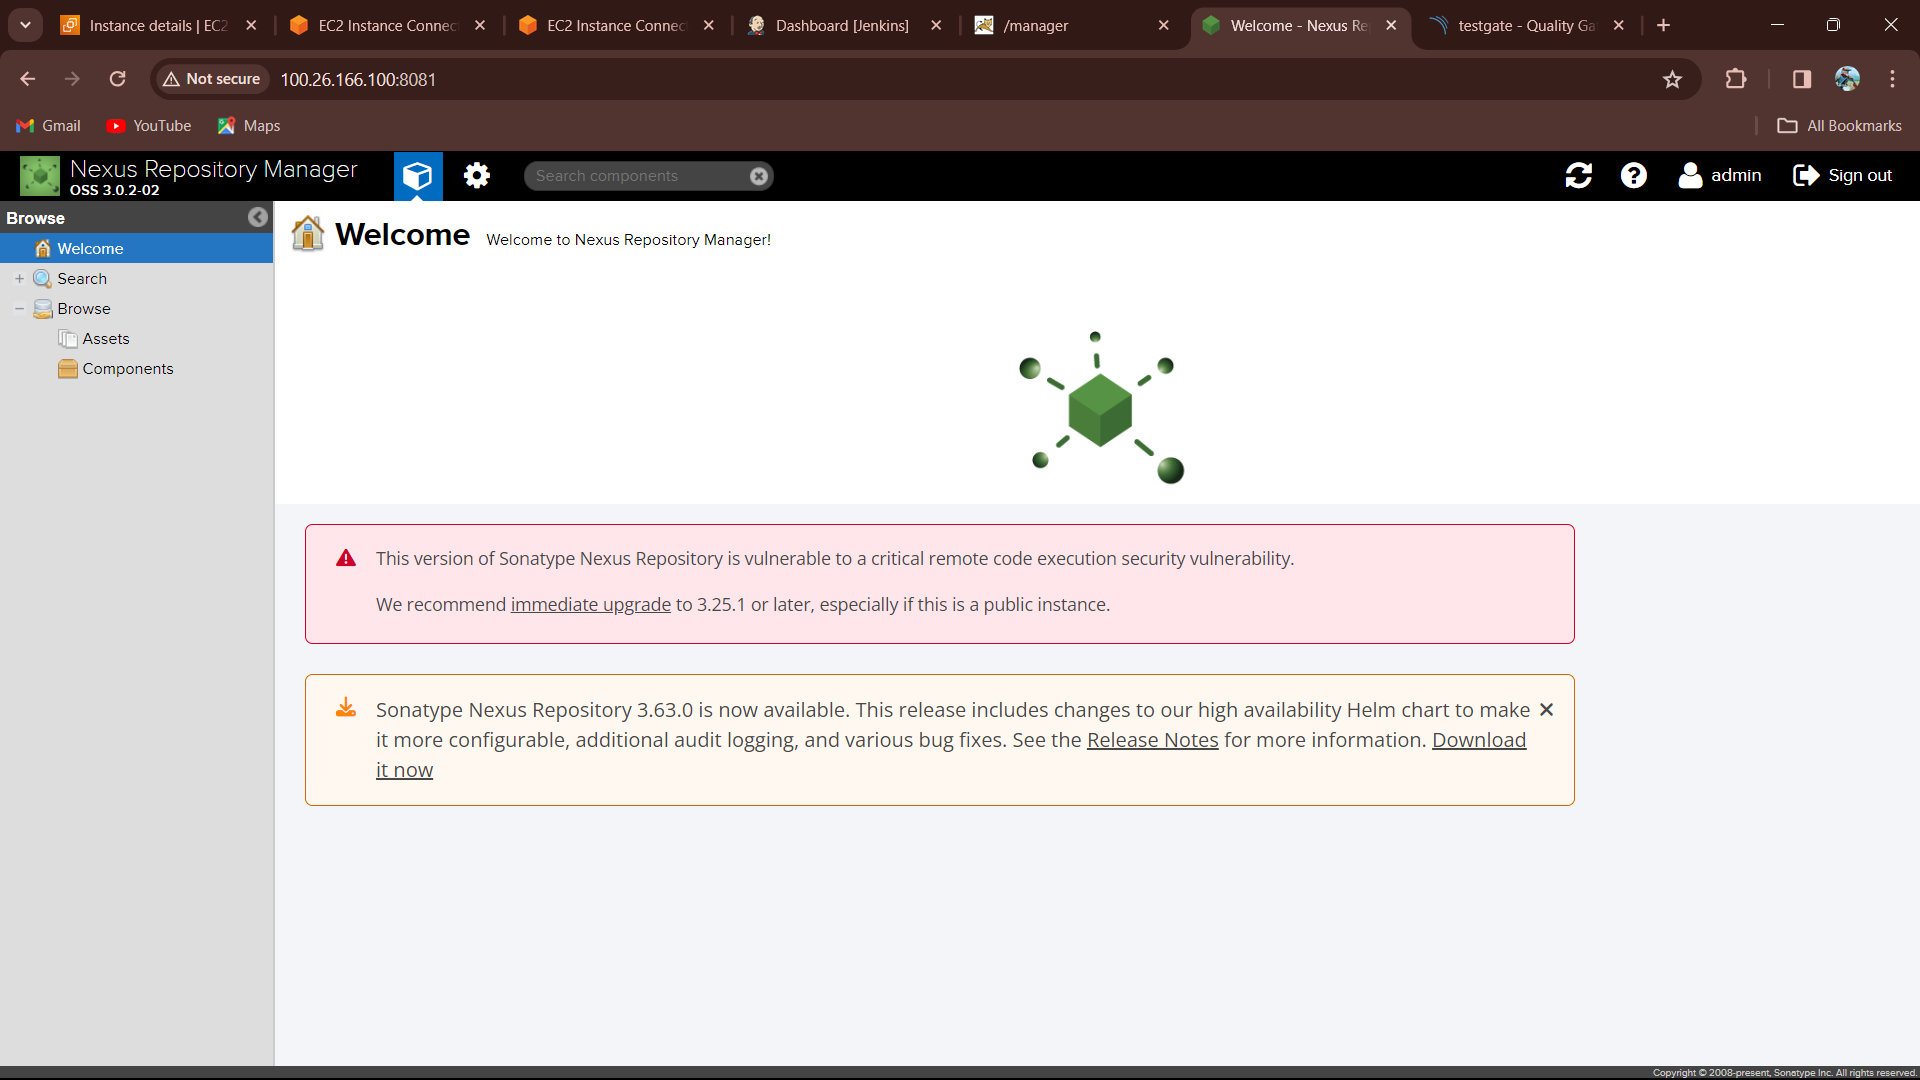 Instance details | EC2
EC2 Instance Connec
EC2 Instance Connec
Dashboard [Jenkins]
/manager
Welcome - Nexus Re
testgate - Quality Ga
Not secure
100.26.166.100:8081
Gmail
YouTube
Maps
All Bookmarks
Nexus Repository Manager
OSS 3.0.2-02
Search components
admin
Sign out
Browse
Welcome
Search
Browse
Assets
Components
Welcome Welcome to Nexus Repository Manager!
This version of Sonatype Nexus Repository is vulnerable to a critical remote code execution security vulnerability.
We recommend immediate upgrade to 3.25.1 or later, especially if this is a public instance.
Sonatype Nexus Repository 3.63.0 is now available. This release includes changes to our high availability Helm chart to make
it more configurable, additional audit logging, and various bug fixes. See the Release Notes for more information. Download
it now
Copyright © 2008-present, Sonatype Inc. All rights reserved.